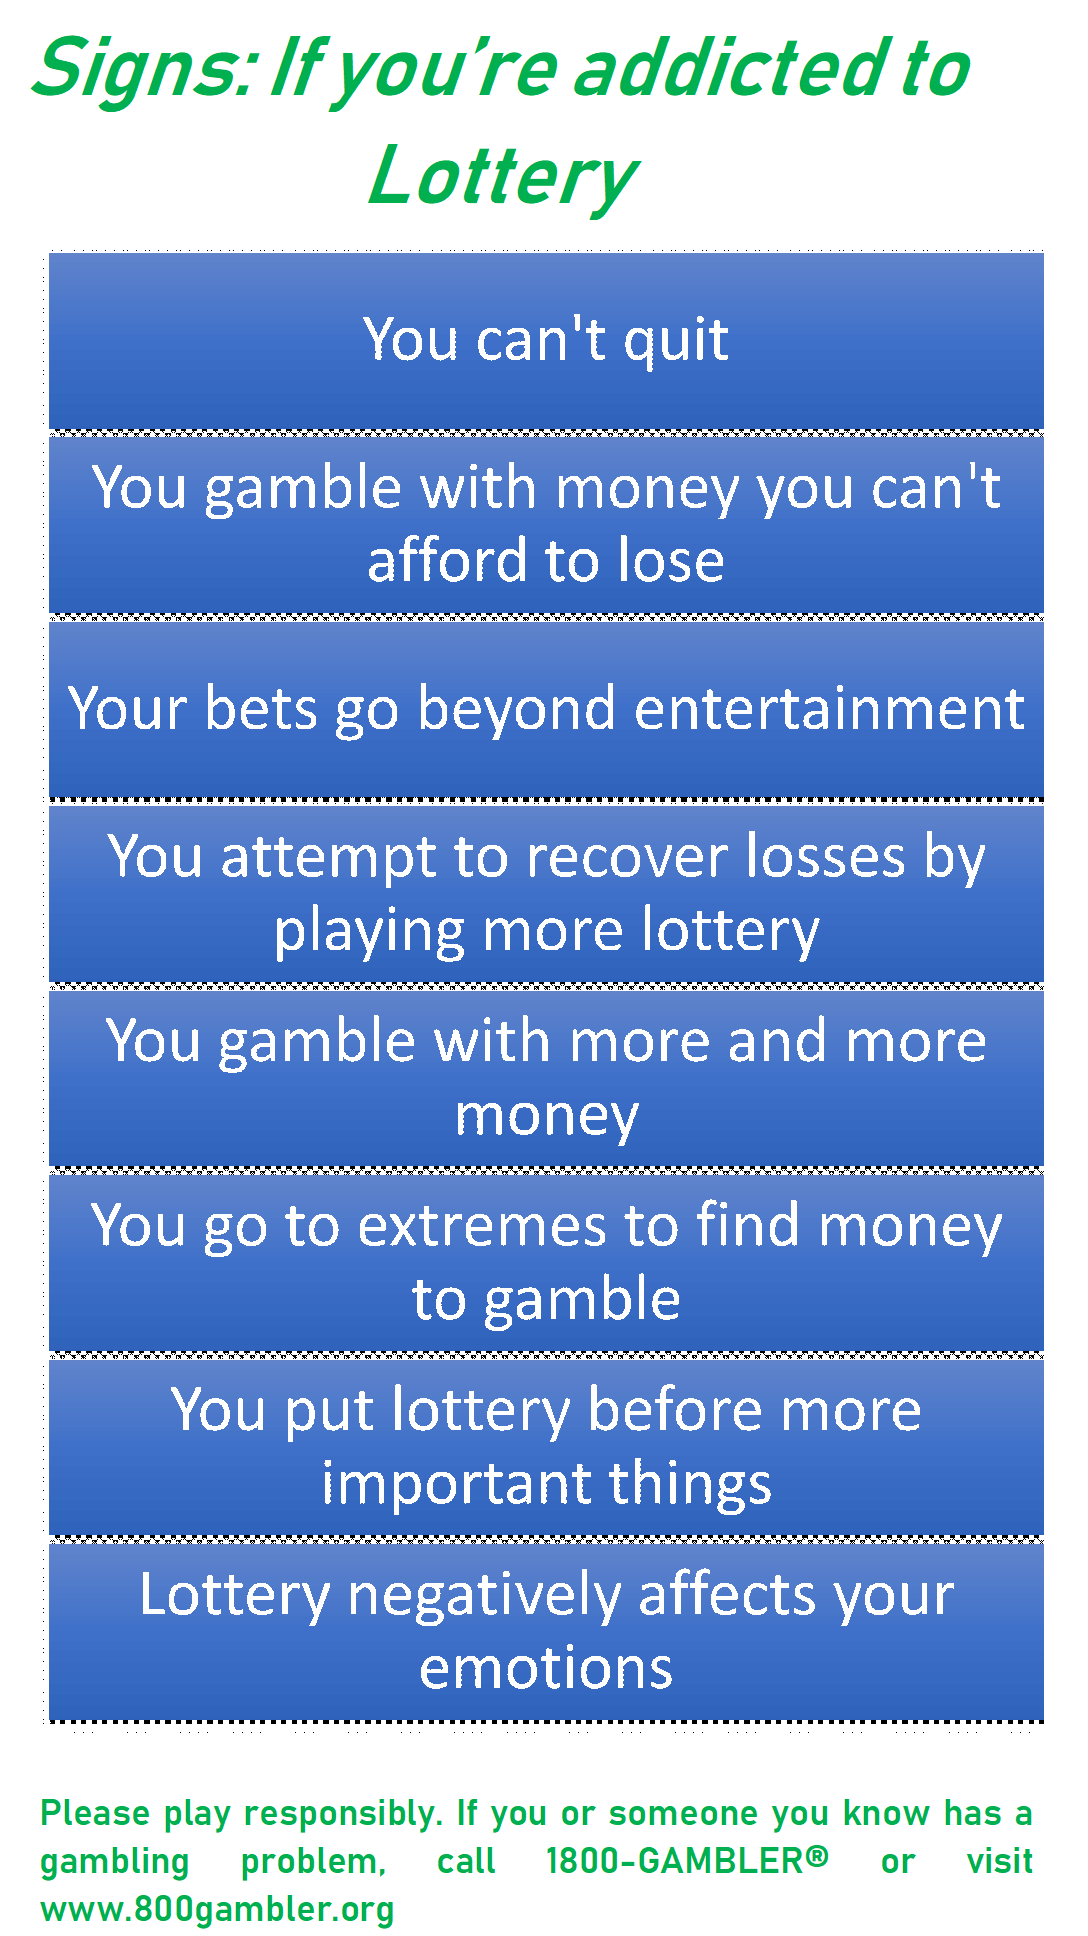 Signs: If you’re addicted to
Lottery
You can't quit
You gamble with money you can't
afford to lose
Your bets go beyond entertainment
You attempt to recover losses by
playing more lottery
You gamble with more and more
money
You go to extremes to find money
to gamble
You put lottery before more
important things
Lottery negatively affects your
emotions
Please play responsibly. If you or someone you know has a
gambling problem, call 1800-GAMBLER® or visit
www.800gambler.org